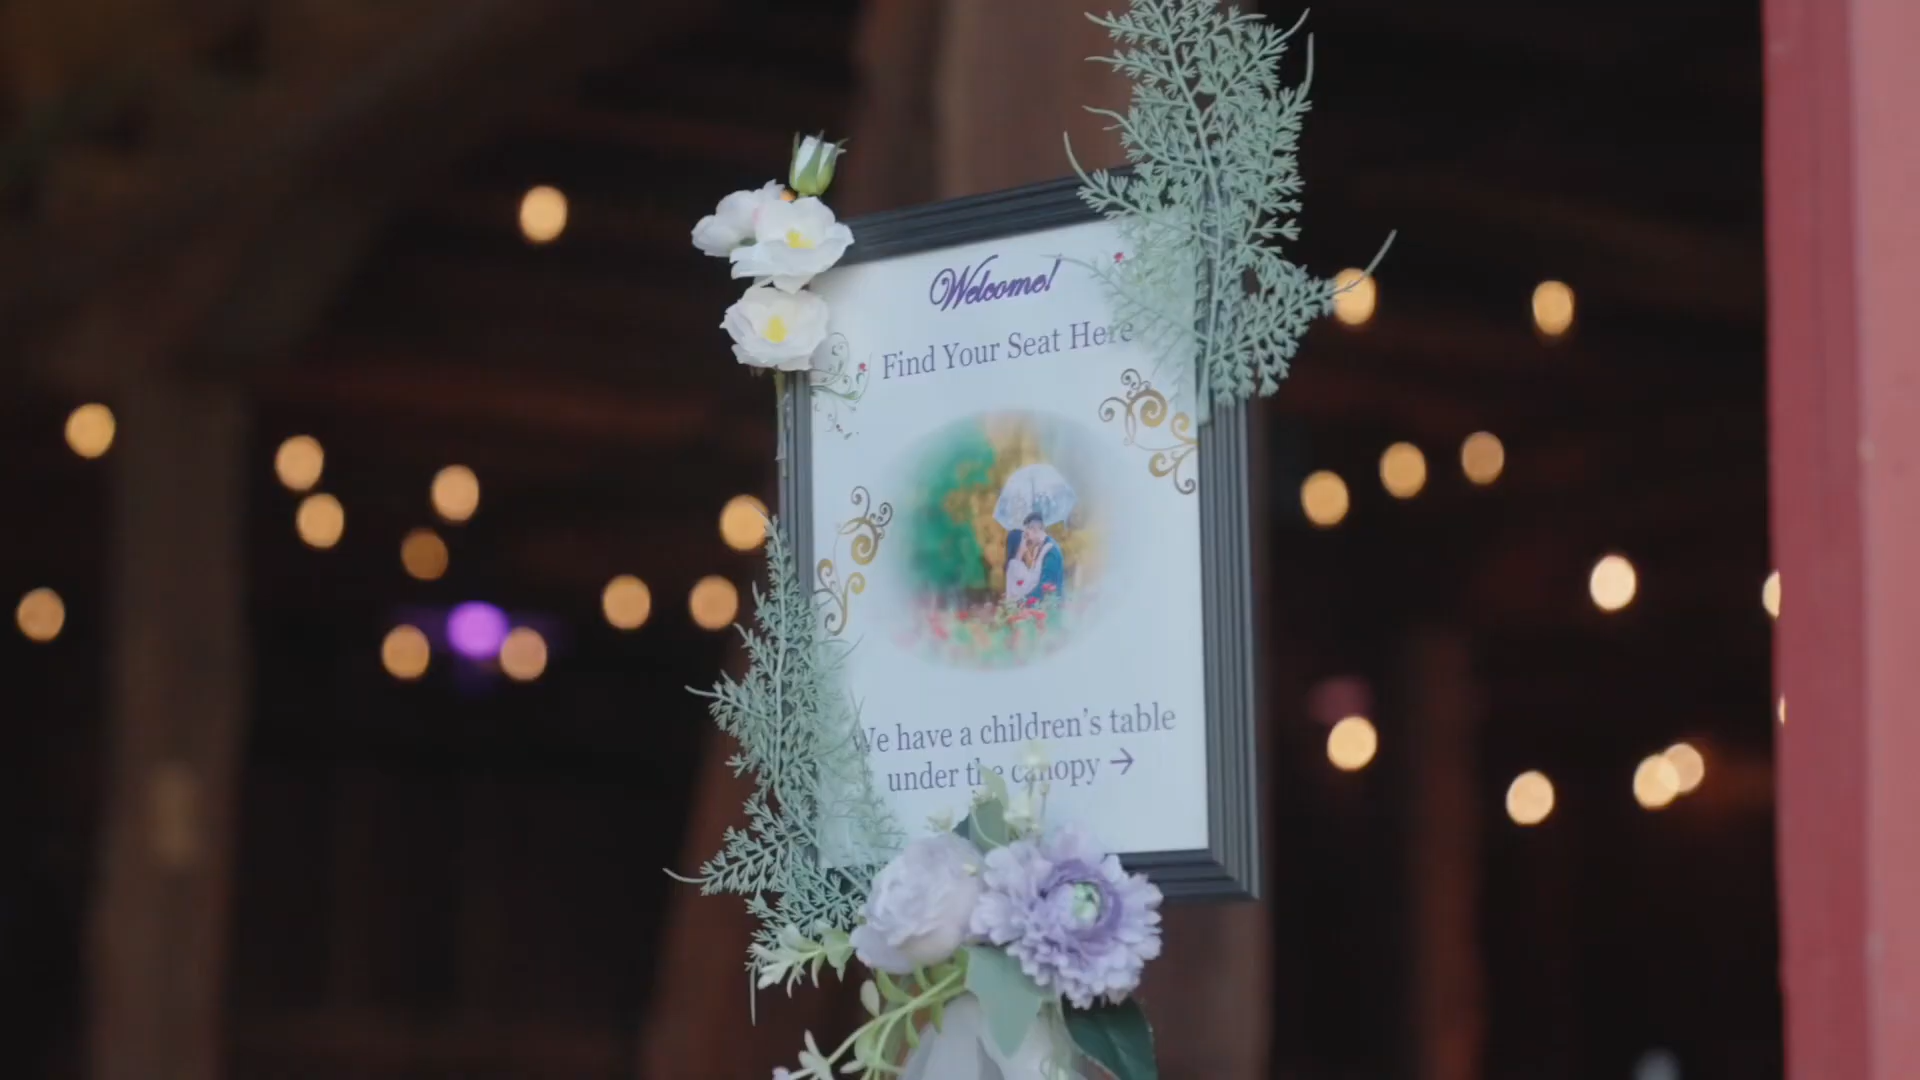 Welcome!
Find Your Seat Here
We have a children's table
under the canopy →